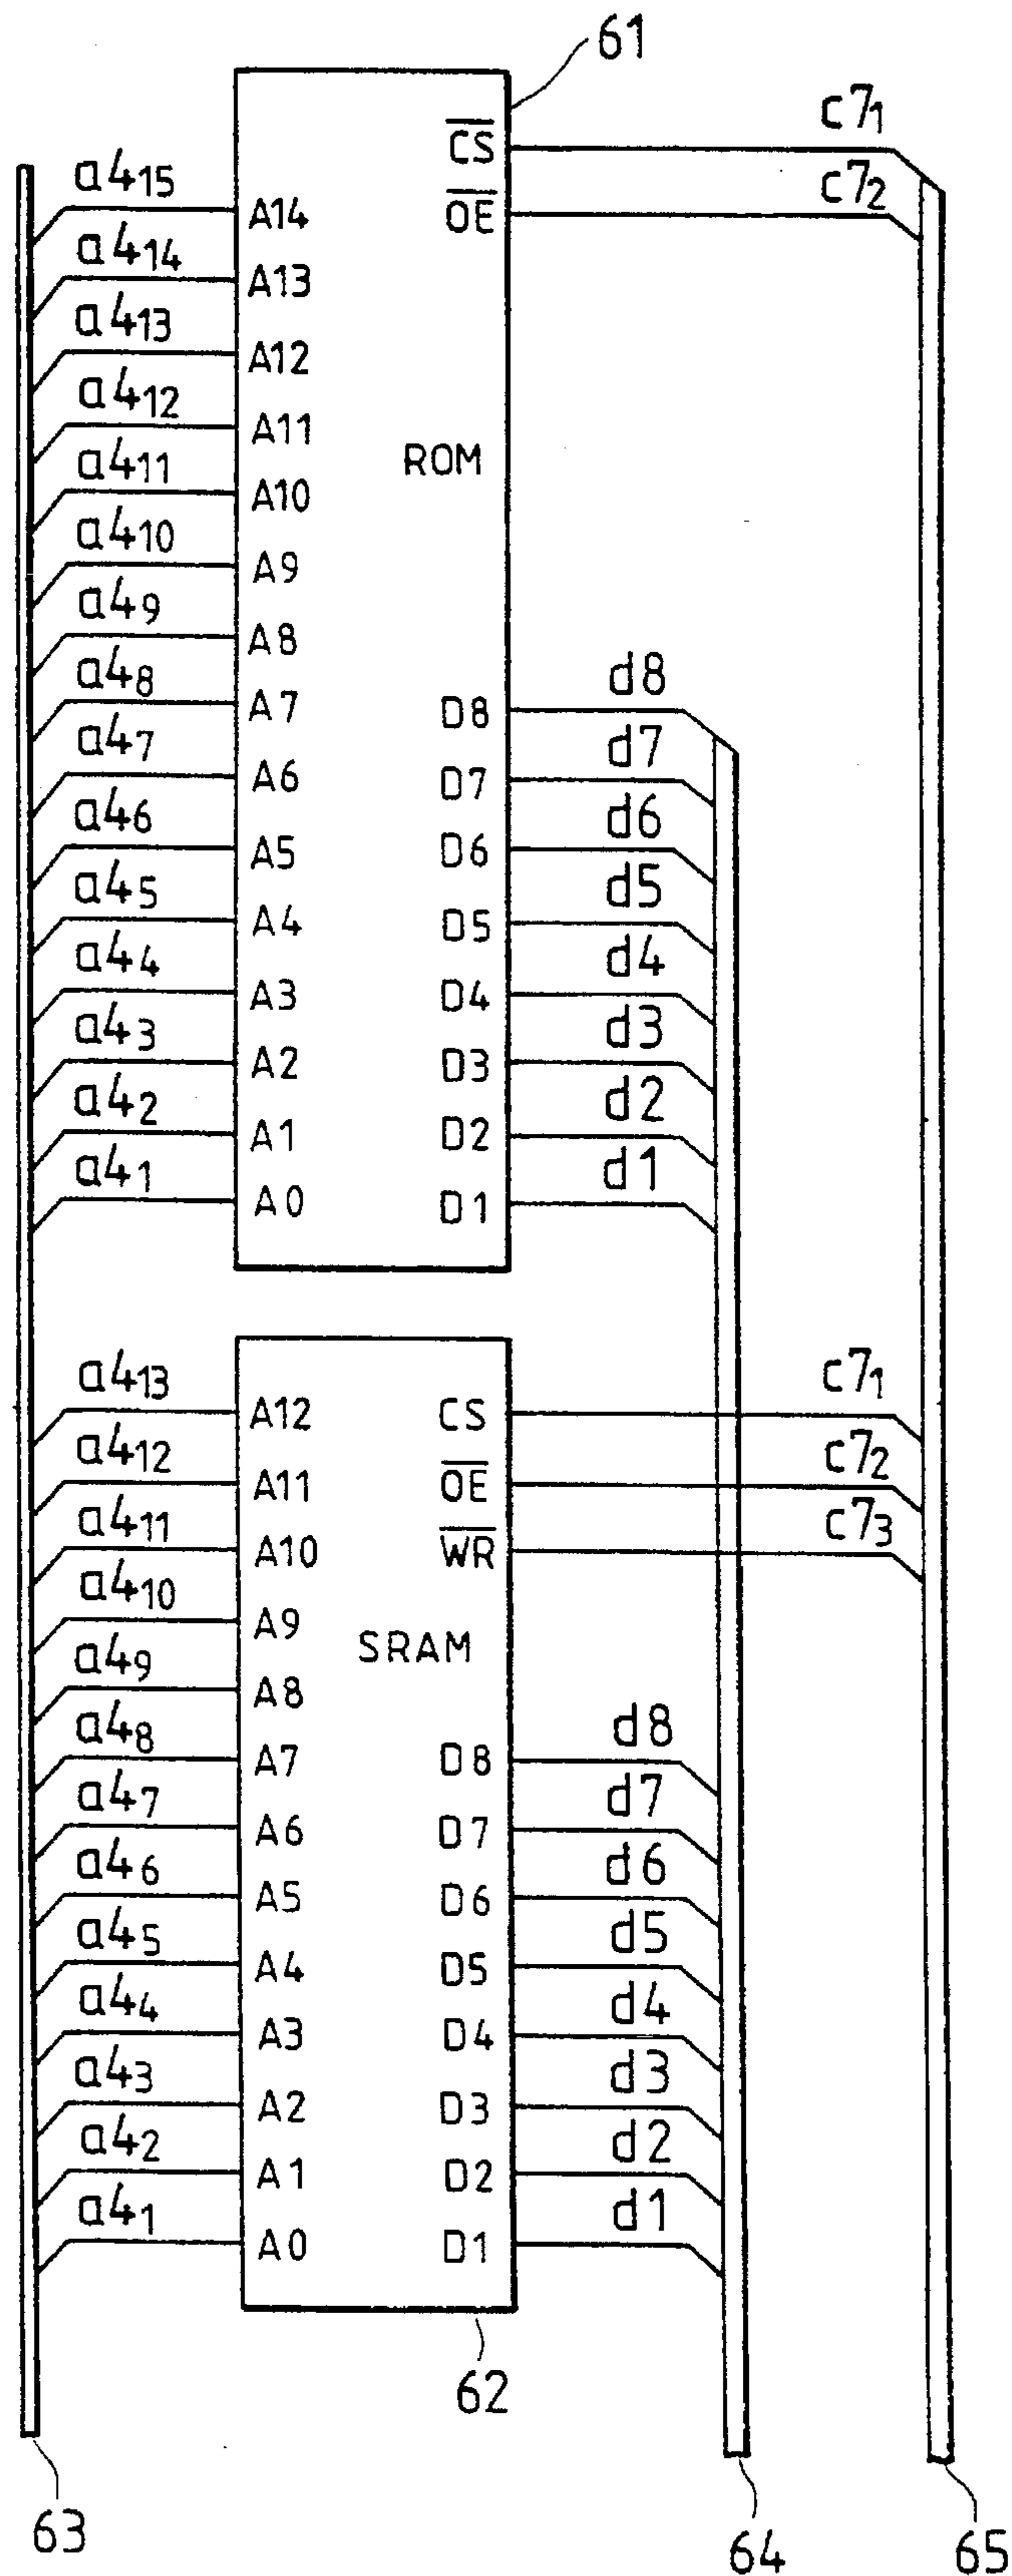 61
C̅S̅ c7₁
a4₁₅ A14 O̅E̅ c7₂
a4₁₄ A13
a4₁₃ A12
a4₁₂ A11
ROM
a4₁₁ A10
a4₁₀ A9
a4₉ A8
a4₈ A7 D8 d8
a4₇ A6 D7 d7
a4₆ A5 D6 d6
a4₅ A4 D5 d5
a4₄ A3 D4 d4
a4₃ A2 D3 d3
a4₂ A1 D2 d2
a4₁ A0 D1 d1
a4₁₃ A12 CS c7₁
a4₁₂ A11 O̅E̅ c7₂
a4₁₁ A10 W̅R̅ c7₃
a4₁₀ A9
SRAM
a4₉ A8
a4₈ A7 D8 d8
a4₇ A6 D7 d7
a4₆ A5 D6 d6
a4₅ A4 D5 d5
a4₄ A3 D4 d4
a4₃ A2 D3 d3
a4₂ A1 D2 d2
a4₁ A0 D1 d1
62
63 64 65